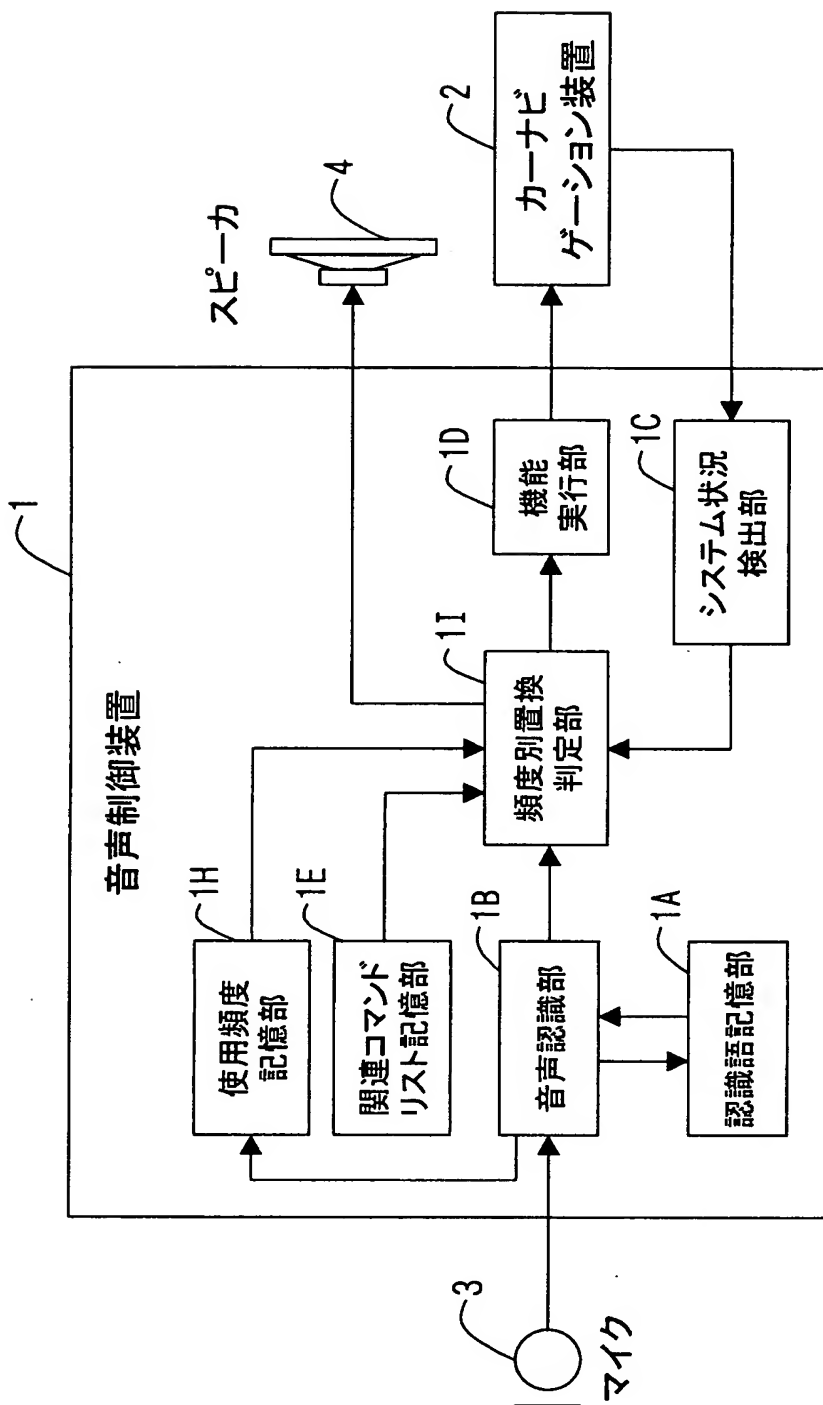 1
音声制御装置
スピーカ
4
1H
使用頻度
記憶部
1E
関連コマンド
リスト記憶部
1I
頻度別置換
判定部
1D
機能
実行部
2
カーナビ
ゲーション装置
3
マイク
1B
音声認識部
1A
認識語記憶部
1C
システム状況
検出部